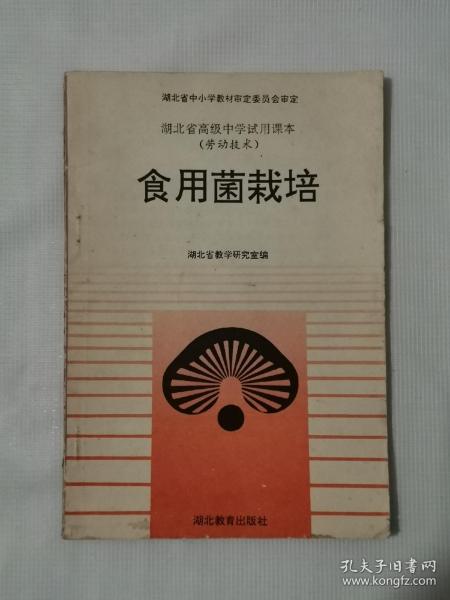 湖北省中小学教材审定委员会审定
湖北省高级中学试用课本
(劳动技术)
食用菌栽培
湖北省教学研究室编
湖北教育出版社
孔夫子旧书网
www.kongfz.com